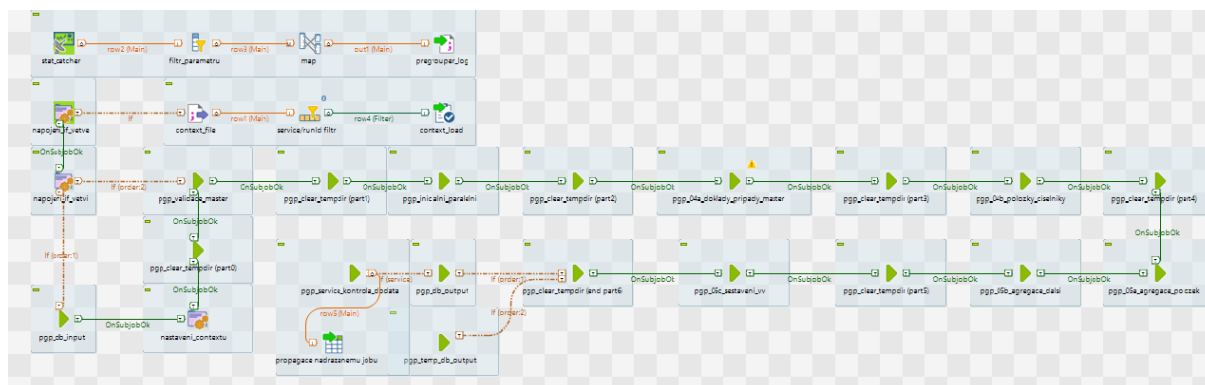 row2 (Main)
row3 (Main)
out1 (Main)
stat_catcher
filtr_parametru
map
pregrouper_log
If
row1 (Main)
row4 (Filter)
napojeni_if_vetve
context_file
service/runId filtr
context_load
OnSubjobOk
If (order:2)
OnSubjobOk
OnSubjobOk
OnSubjobOk
OnSubjobOk
OnSubjobOk
OnSubjobOk
OnSubjobOk
napojeni_if_vetvi
pgp_validace_master
pgp_clear_tempdir (part1)
pgp_inicalni_paralelni
pgp_clear_tempdir (part2)
pgp_04a_doklady_pripady_master
pgp_clear_tempdir (part3)
pgp_04b_polozky_ciselniky
pgp_clear_tempdir (part4)
OnSubjobOk
OnSubjobOk
If (order:1)
pgp_clear_tempdir (part0)
If (service)
If (order:1)
OnSubjobOk
OnSubjobOk
OnSubjobOk
OnSubjobOk
pgp_service_kontrola_dodata
pgp_db_output
pgp_clear_tempdir (end part6)
pgp_05c_sestaveni_vv
pgp_clear_tempdir (part5)
pgp_05b_agregace_dalsi
pgp_05a_agregace_poczek
OnSubjobOk
row5 (Main)
If (order:2)
OnSubjobOk
pgp_db_input
nastaveni_contextu
propagace nadrazenemu jobu
pgp_temp_db_output